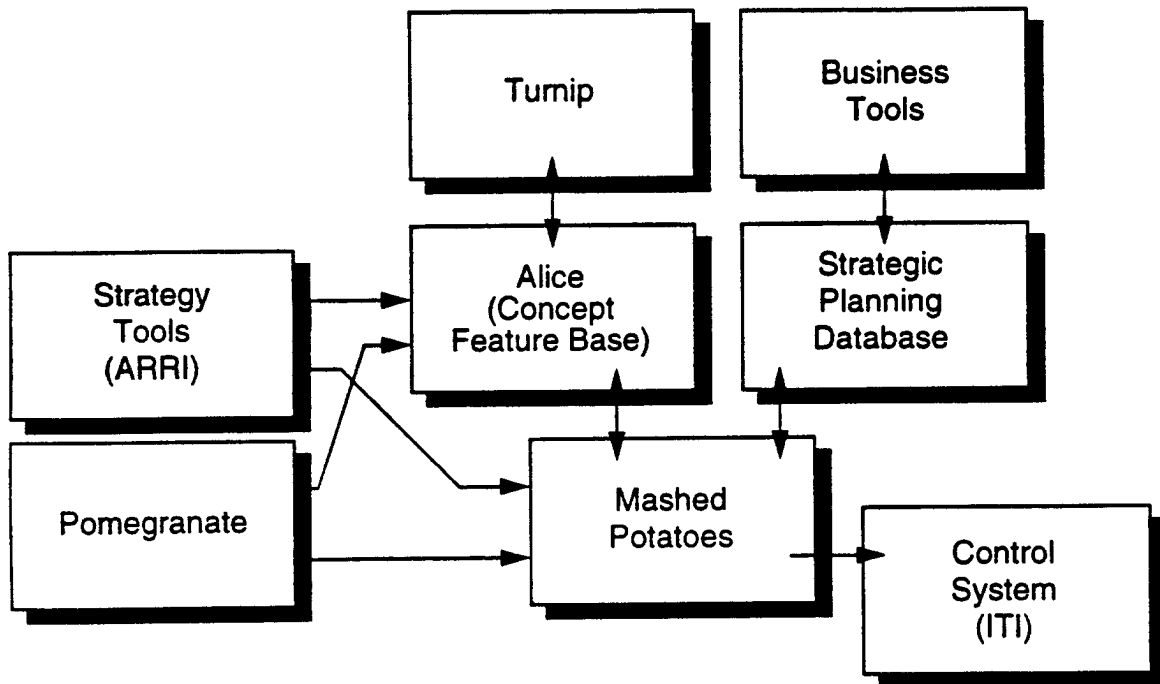 Turnip
Business
Tools
Strategy
Tools
(ARRI)
Alice
(Concept
Feature Base)
Strategic
Planning
Database
Pomegranate
Mashed
Potatoes
Control
System
(ITI)